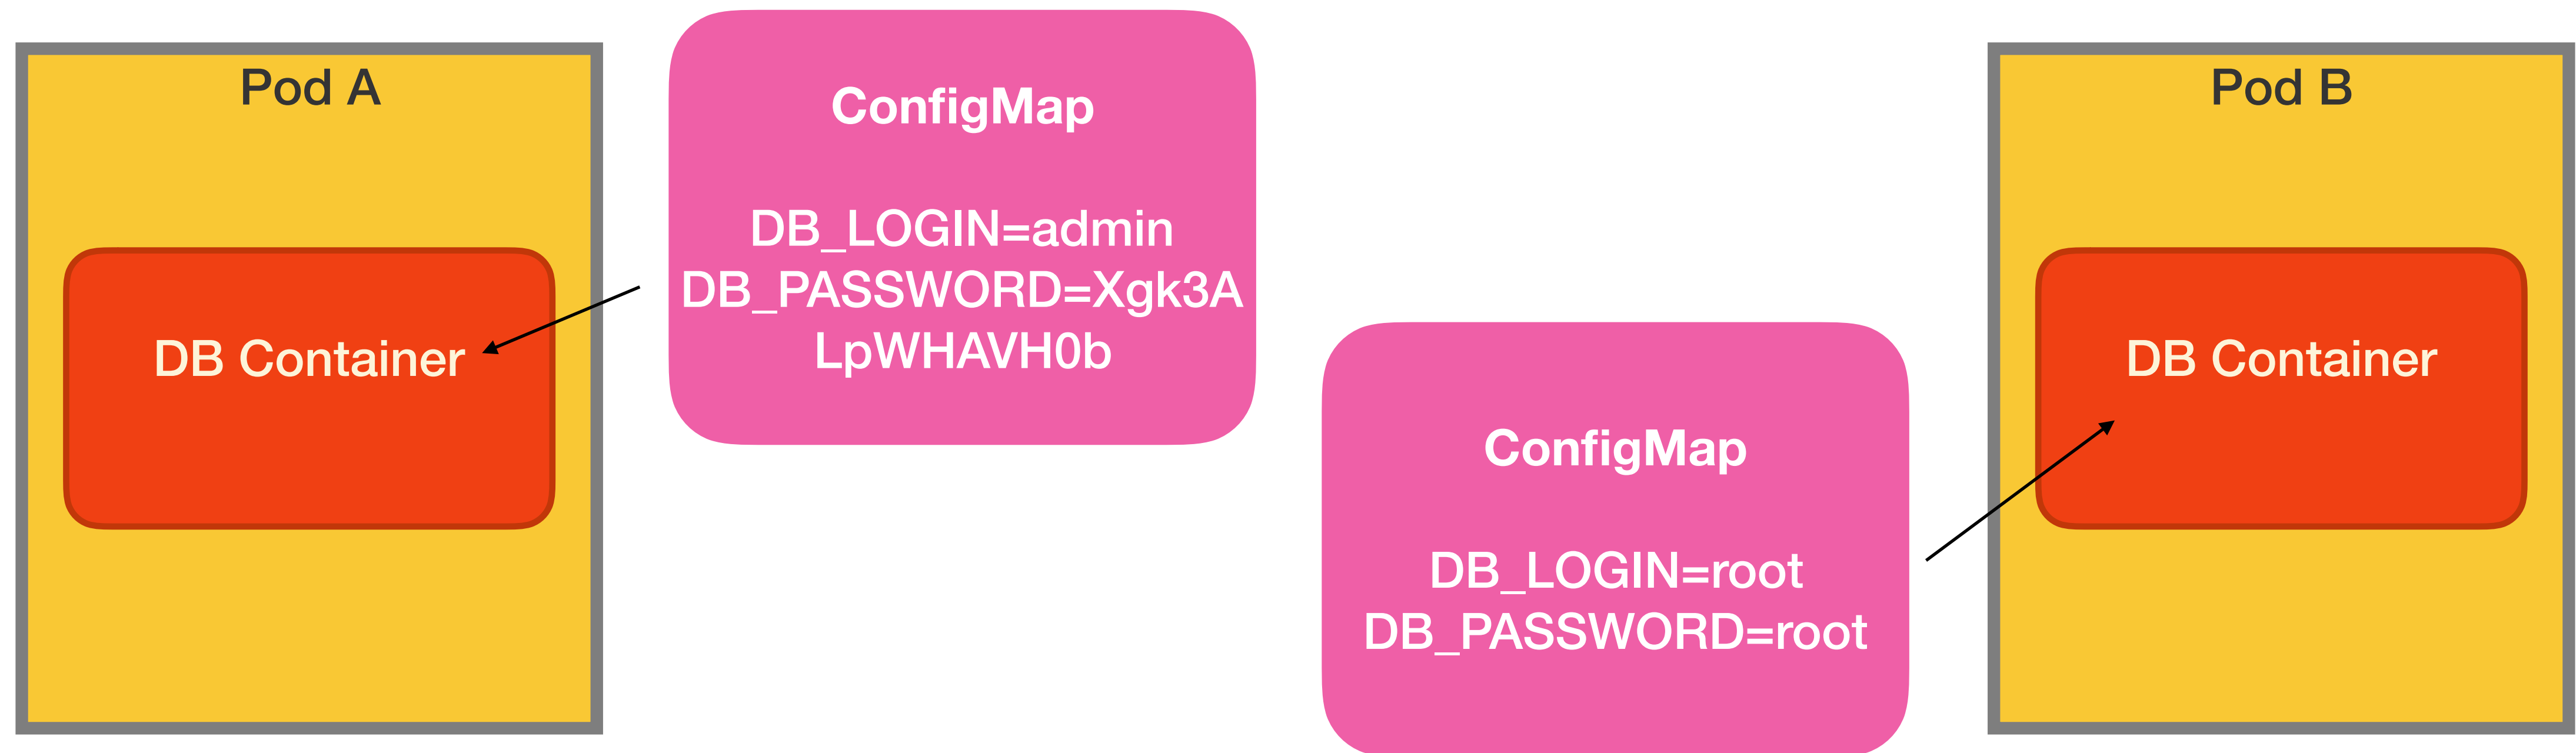 Pod A
DB Container
ConfigMap
DB_LOGIN=admin
DB_PASSWORD=Xgk3A
LpWHAVH0b
ConfigMap
DB_LOGIN=root
DB_PASSWORD=root
Pod B
DB Container